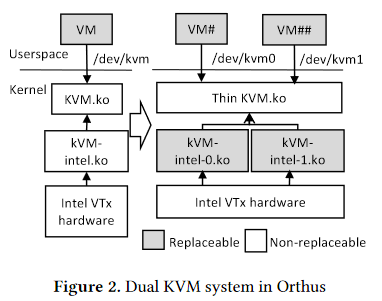 VM
VM#
VM##
Userspace
/dev/kvm
/dev/kvm0
/dev/kvm1
Kernel
KVM.ko
Thin KVM.ko
kVM-
intel.ko
kVM-
intel-0.ko
kVM-
intel-1.ko
Intel VTx
hardware
Intel VTx hardware
Replaceable
Non-replaceable
Figure 2. Dual KVM system in Orthus